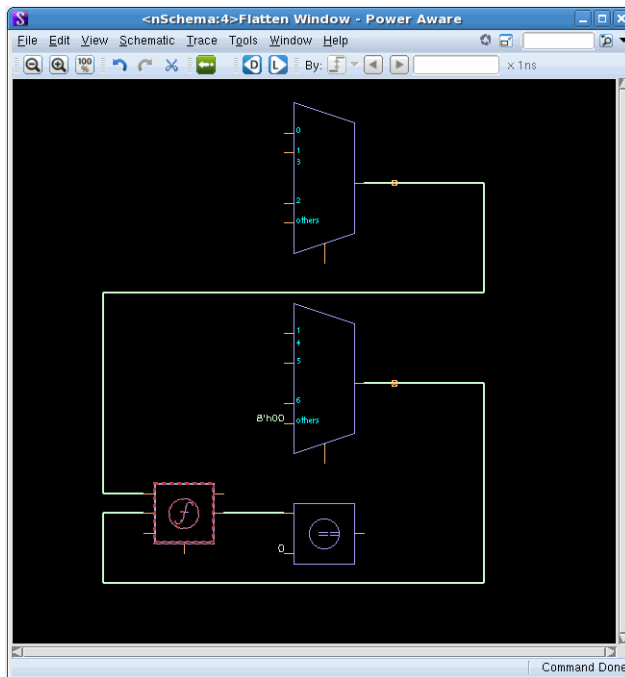 S <nSchema:4>Flatten Window - Power Aware
File Edit View Schematic Trace Tools Window Help
100 %
D L By: x 1ns
0
1
3
2
others
1
4
5
6
8'h00 others
f
==
0
Command Done